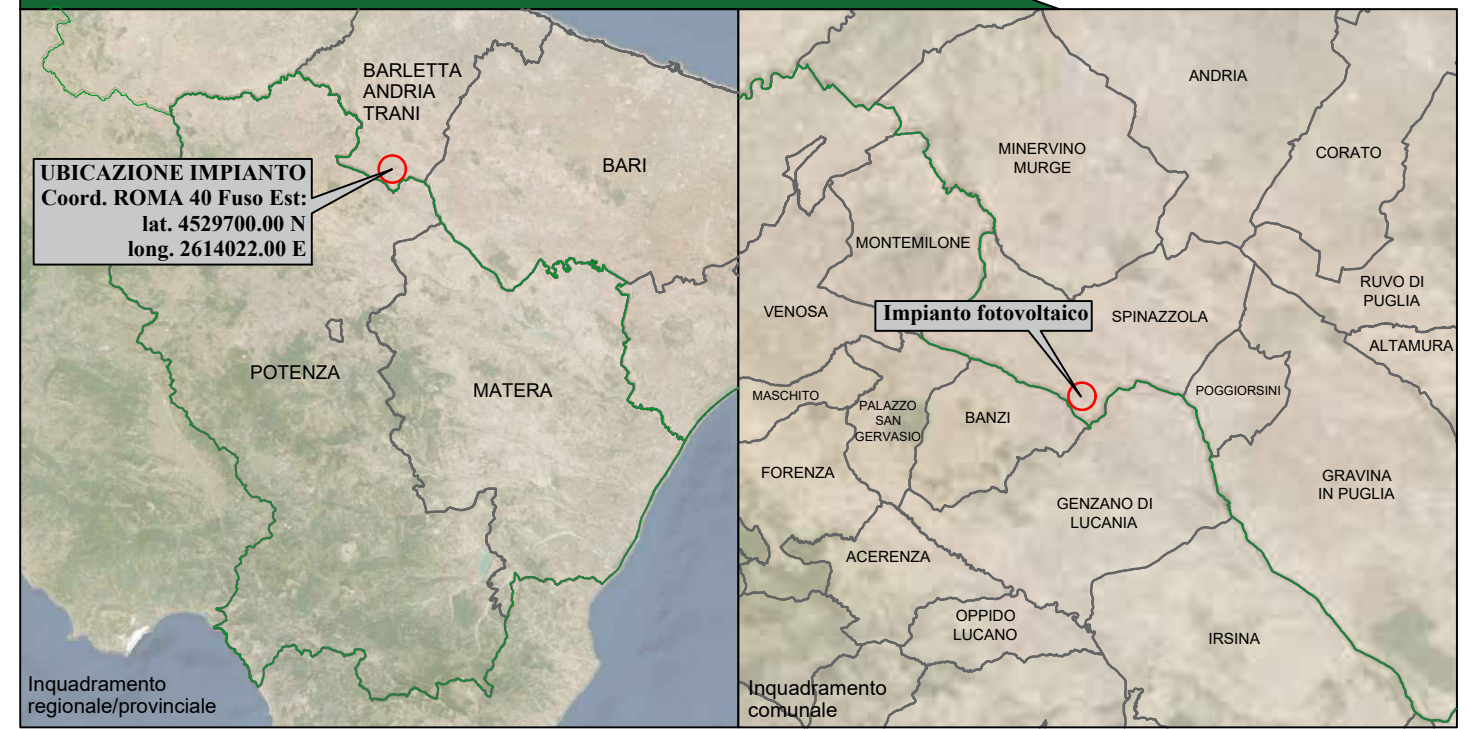 BARLETTA
ANDRIA
TRANI
BARI
UBICAZIONE IMPIANTO
Coord. ROMA 40 Fuso Est:
lat. 4529700.00 N
long. 2614022.00 E
POTENZA
MATERA
Inquadramento
regionale/provinciale
ANDRIA
MINERVINO
MURGE
CORATO
MONTEMILONE
RUVO DI
PUGLIA
VENOSA
Impianto fotovoltaico
SPINAZZOLA
ALTAMURA
MASCHITO
PALAZZO
SAN
GERVASIO
BANZI
POGGIORSINI
FORENZA
GRAVINA
IN PUGLIA
GENZANO DI
LUCANIA
ACERENZA
OPPIDO
LUCANO
IRSINA
Inquadramento
comunale